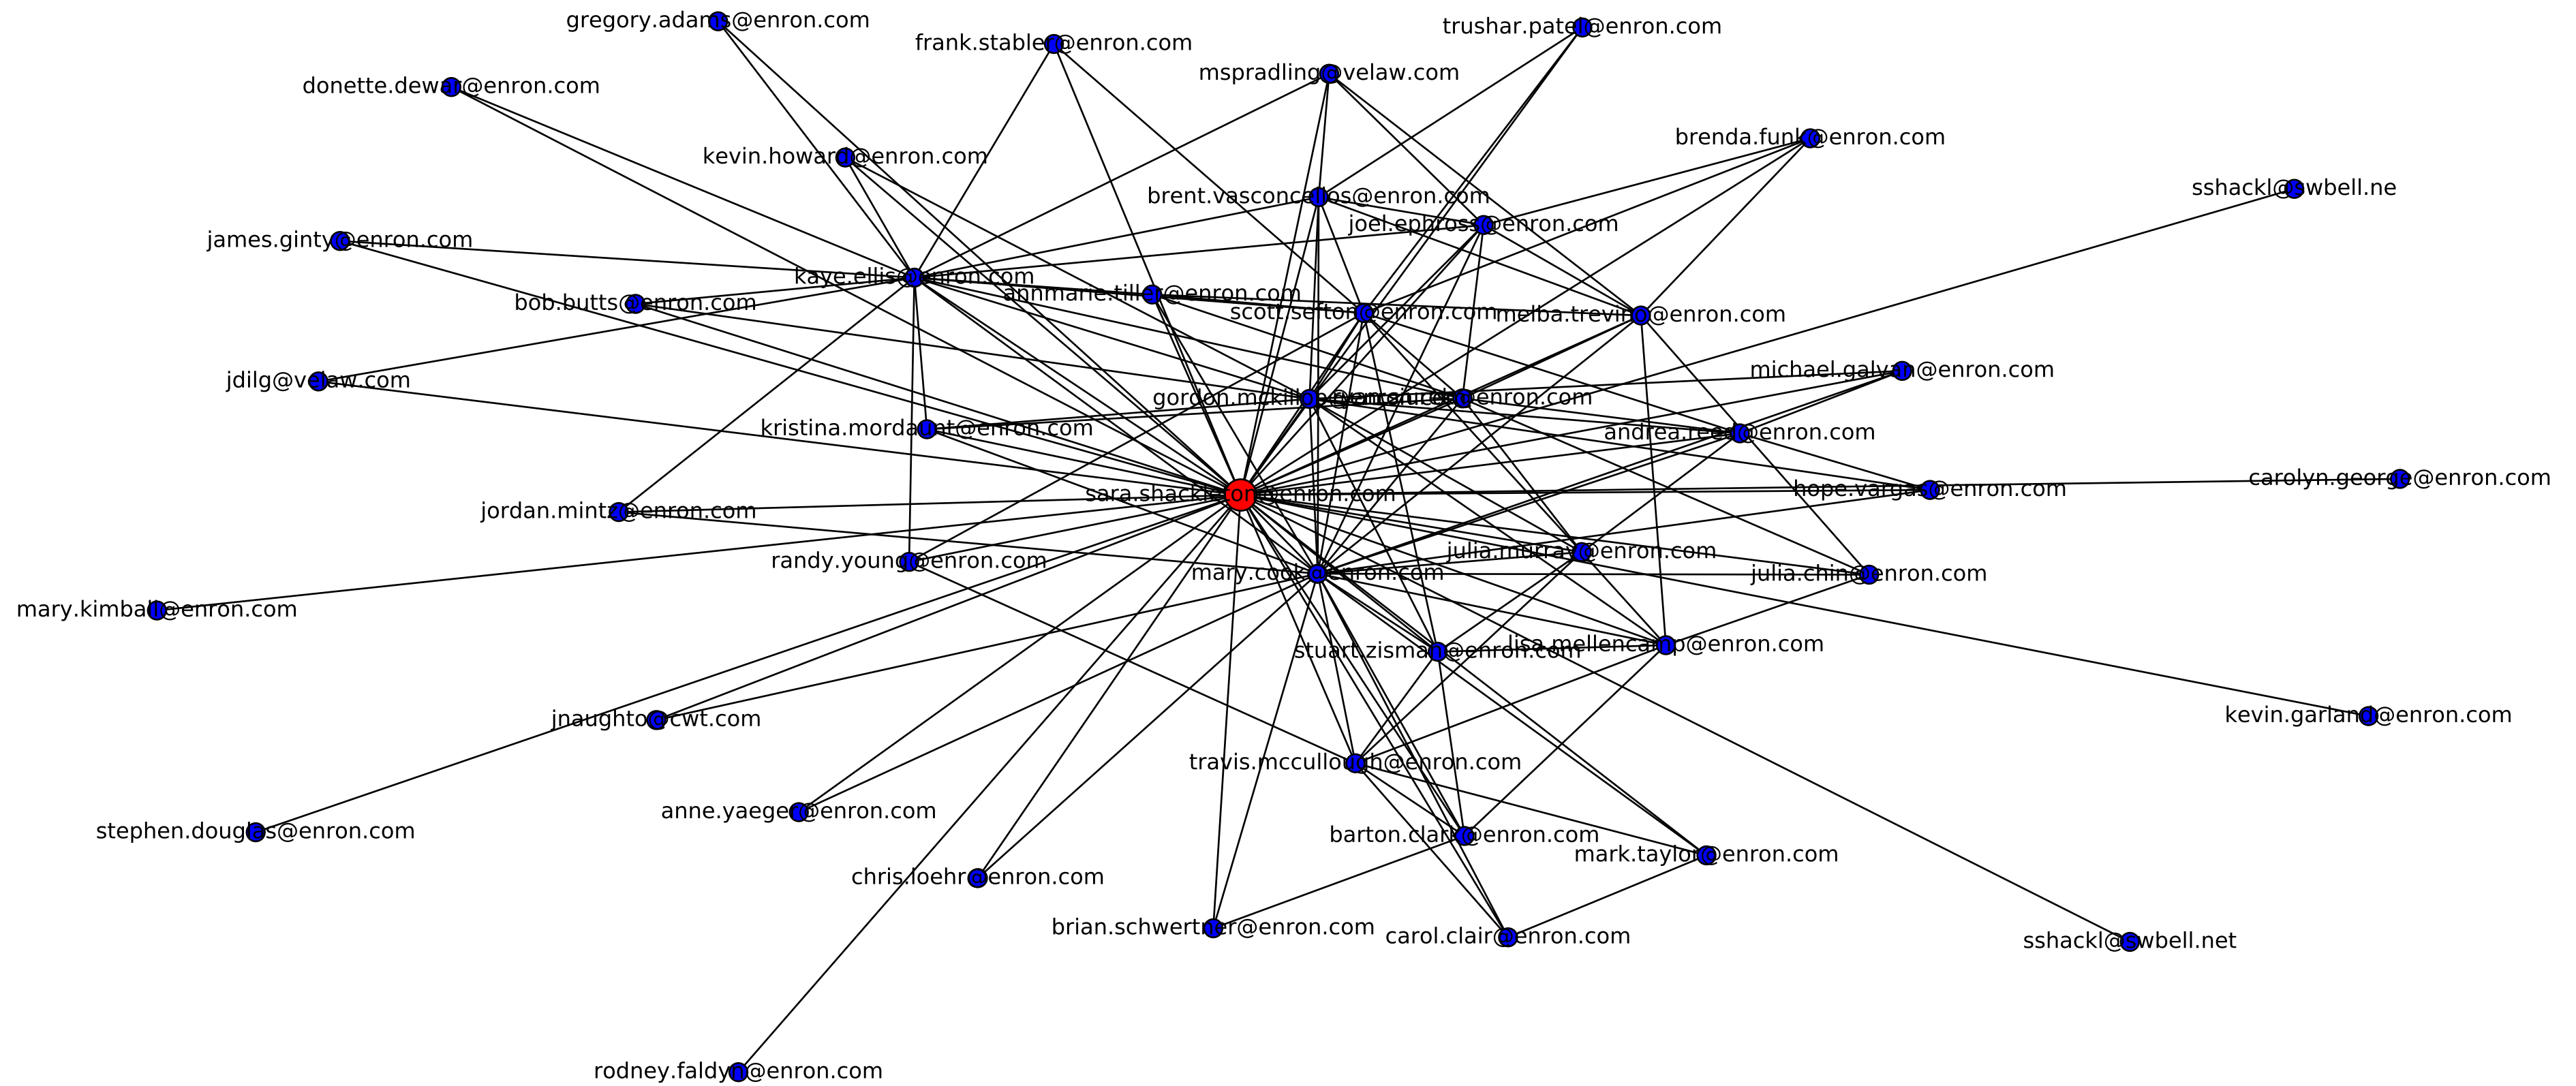 gregory.adams@enron.com
trushar.patel@enron.com
frank.stabler@enron.com
mspradling@velaw.com
donette.dewar@enron.com
brenda.funk@enron.com
kevin.howard@enron.com
sshackl@swbell.ne
brent.vasconcellos@enron.com
joel.ephross@enron.com
james.ginty@enron.com
kaye.ellis@enron.com
annmarie.tiller@enron.com
bob.butts@enron.com
scott.sefton@enron.com
melba.trevino@enron.com
michael.galvan@enron.com
jdilg@velaw.com
kristina.mordaunt@enron.com
andrea.reed@enron.com
carolyn.george@enron.com
hope.vargas@enron.com
sara.shackleton@enron.com
jordan.mintz@enron.com
julia.murray@enron.com
randy.young@enron.com
mary.cook@enron.com
julia.chin@enron.com
mary.kimball@enron.com
lisa.mellencamp@enron.com
stuart.zisman@enron.com
kevin.garland@enron.com
jnaughto@cwt.com
travis.mccullough@enron.com
anne.yaeger@enron.com
stephen.douglas@enron.com
barton.clark@enron.com
mark.taylor@enron.com
chris.loehr@enron.com
brian.schwertner@enron.com
carol.clair@enron.com
sshackl@swbell.net
rodney.faldyn@enron.com